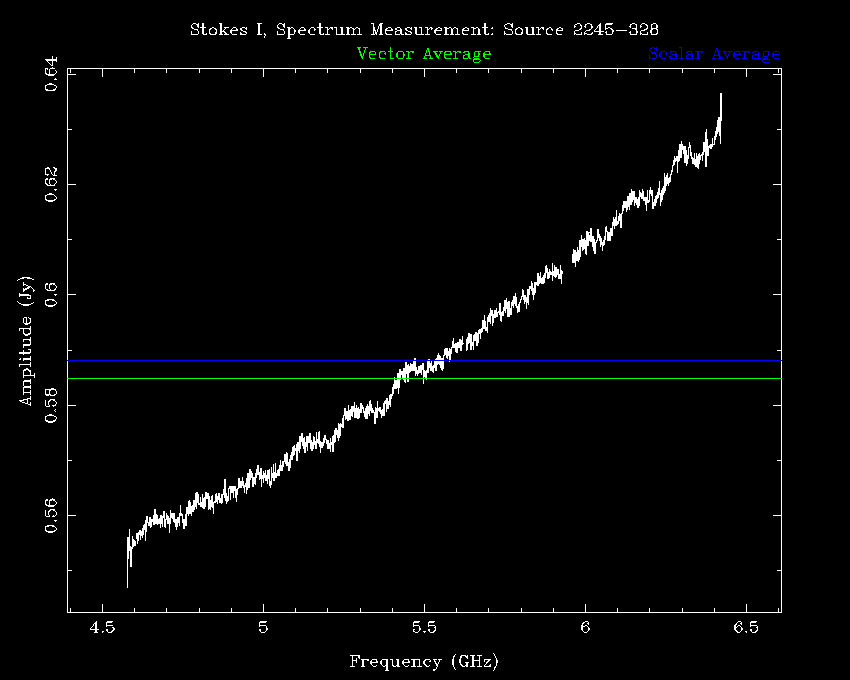 Stokes I, Spectrum Measurement: Source 2245−328
Vector Average
Scalar Average
0.64
0.62
0.6
0.58
0.56
Amplitude (Jy)
4.5
5
5.5
6
6.5
Frequency (GHz)